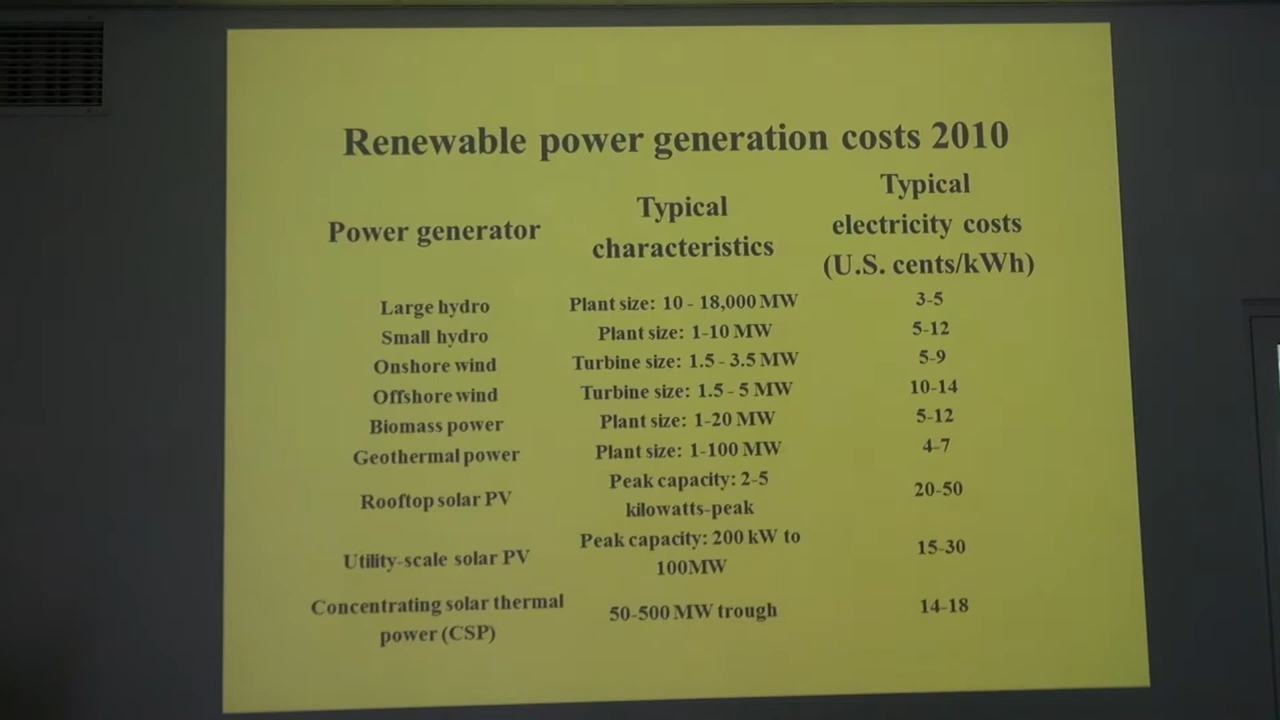 Renewable power generation costs 2010
Power generator
Typical
characteristics
Typical
electricity costs
(U.S. cents/kWh)
Large hydro Plant size: 10 - 18,000 MW 3-5
Small hydro Plant size: 1-10 MW 5-12
Onshore wind Turbine size: 1.5 - 3.5 MW 5-9
Offshore wind Turbine size: 1.5 - 5 MW 10-14
Biomass power Plant size: 1-20 MW 5-12
Geothermal power Plant size: 1-100 MW 4-7
Rooftop solar PV
Peak capacity: 2-5
kilowatts-peak
20-50
Utility-scale solar PV
Peak capacity: 200 kW to
100MW
15-30
Concentrating solar thermal
power (CSP)
50-500 MW trough
14-18